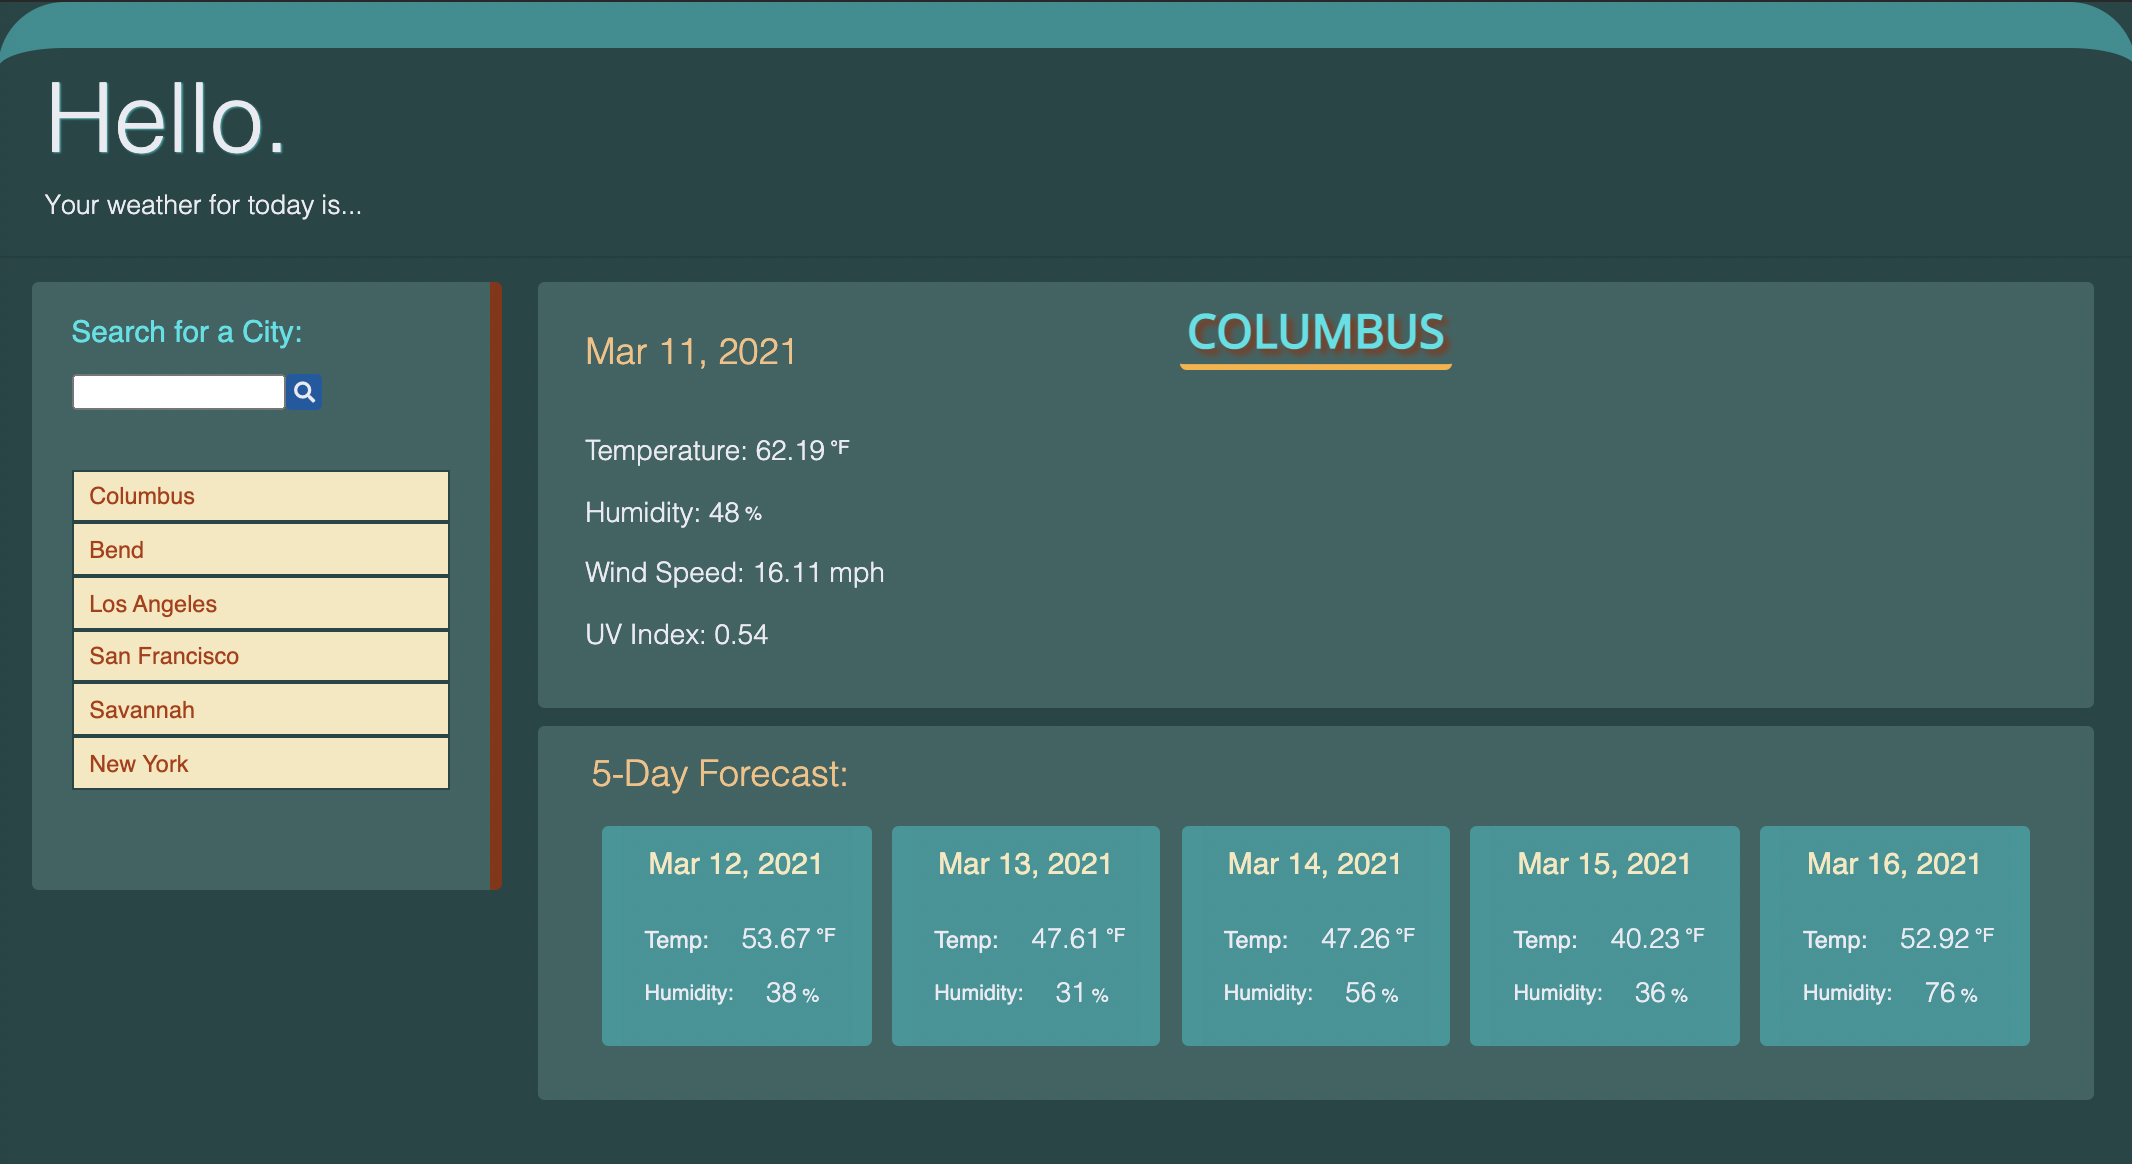 Hello.
Your weather for today is...
Search for a City:
Columbus
Bend
Los Angeles
San Francisco
Savannah
New York
COLUMBUS
Mar 11, 2021
Temperature: 62.19 °F
Humidity: 48 %
Wind Speed: 16.11 mph
UV Index: 0.54
5-Day Forecast:
Mar 12, 2021
Temp: 53.67 °F
Humidity: 38 %
Mar 13, 2021
Temp: 47.61 °F
Humidity: 31 %
Mar 14, 2021
Temp: 47.26 °F
Humidity: 56 %
Mar 15, 2021
Temp: 40.23 °F
Humidity: 36 %
Mar 16, 2021
Temp: 52.92 °F
Humidity: 76 %